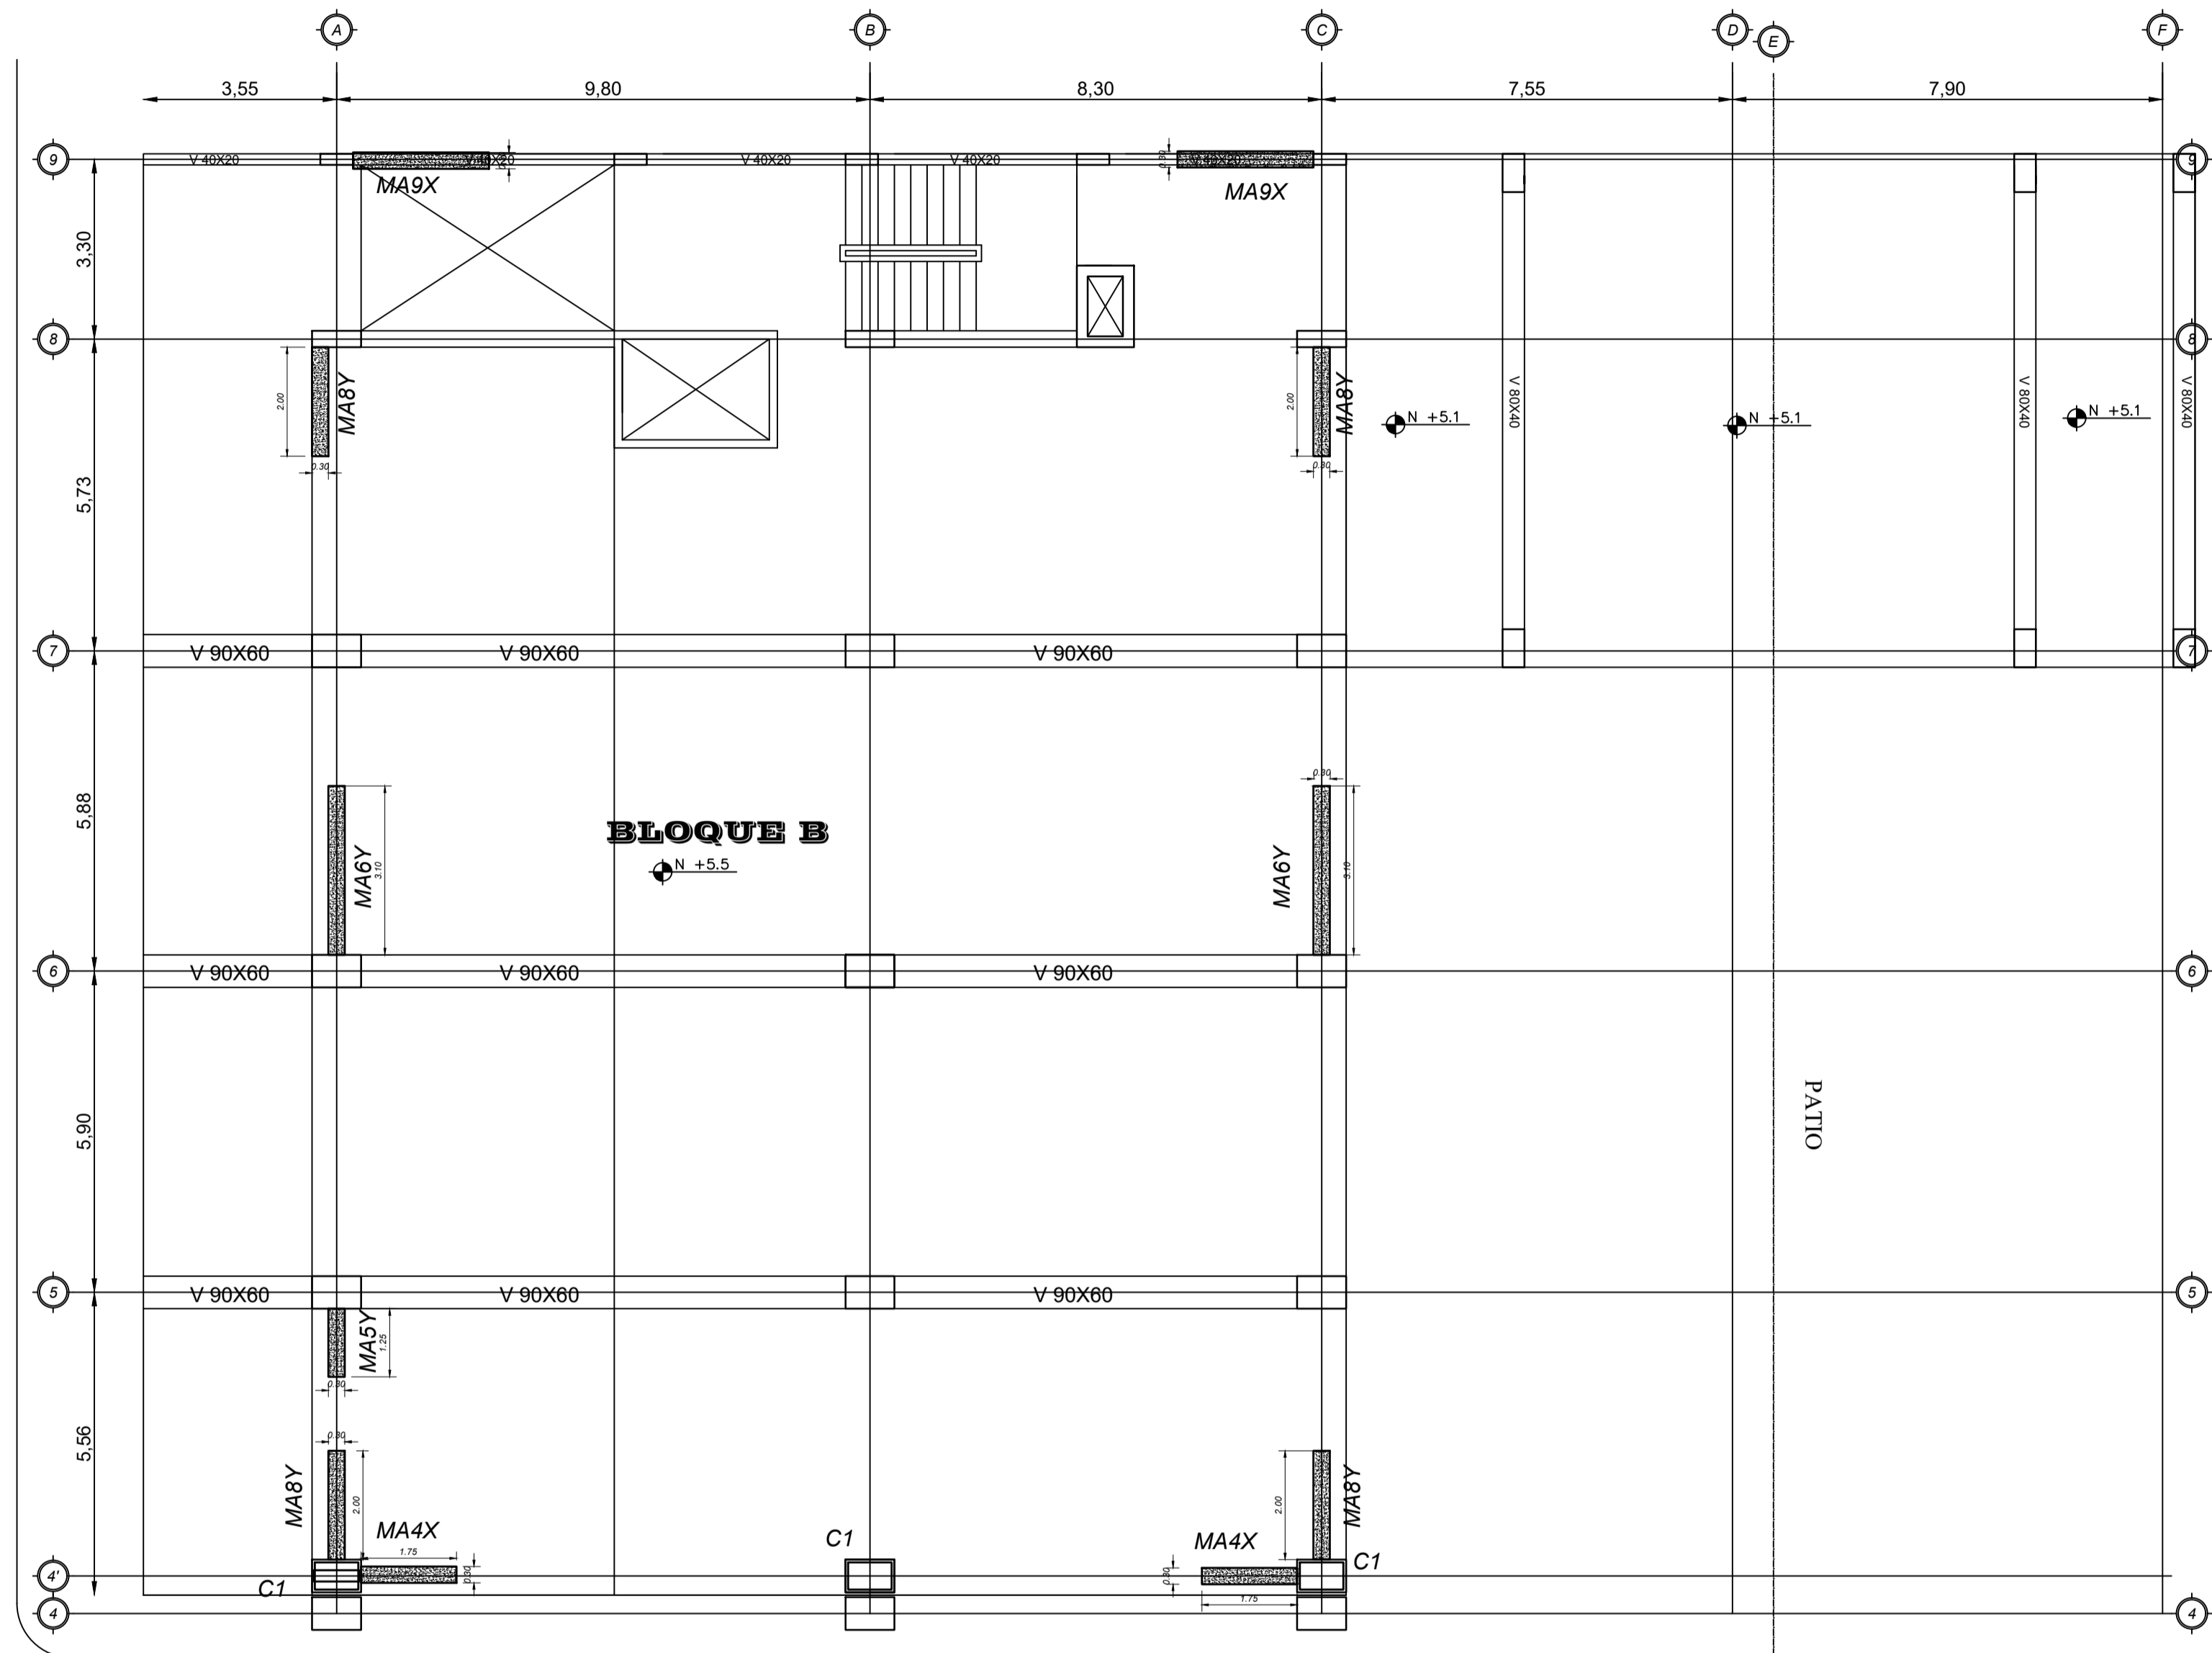 A
B
C
D
E
F
3,55
9,80
8,30
7,55
7,90
9
V 40X20
V 40X20
V 40X20
V 40X20
0.30
V 40X20
9
MA9X
MA9X
3,30
8
8
2.00
MA8Y
2.00
MA8Y
V 80X40
V 80X40
V 80X40
N +5.1
N +5.1
N +5.1
0.30
0.30
5,73
7
V 90X60
V 90X60
V 90X60
7
0.30
5,88
MA6Y
3.10
BLOQUE B
N +5.5
MA6Y
3.10
6
V 90X60
V 90X60
V 90X60
6
5,90
PATIO
5
V 90X60
V 90X60
V 90X60
5
MA5Y
1.25
0.30
5,56
0.30
MA8Y
2.00
2.00
MA8Y
MA4X
1.75
C1
MA4X
C1
4'
0.30
0.30
C1
1.75
4
4